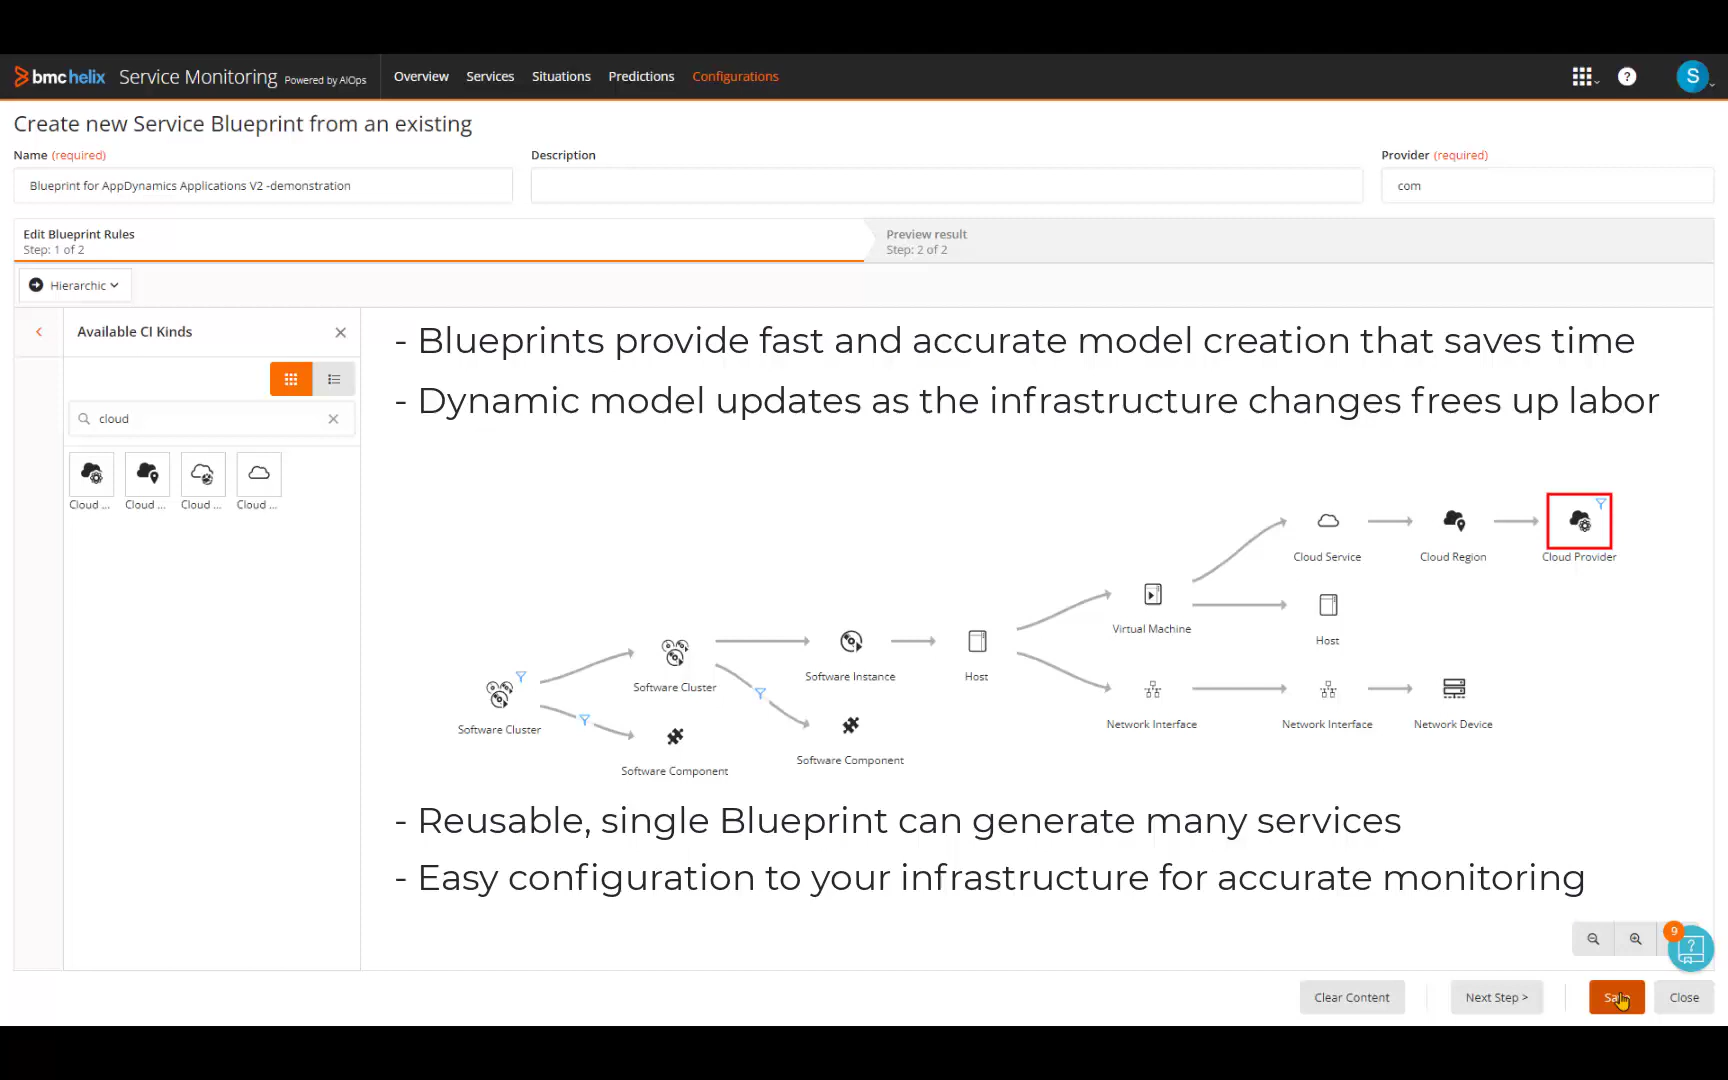 bmc helix Service Monitoring Powered by AIOps Overview Services Situations Predictions Configurations ? S
Create new Service Blueprint from an existing
Name (required) Description Provider (required)
Blueprint for AppDynamics Applications V2 -demonstration com
Edit Blueprint Rules Preview result
Step: 1 of 2 Step: 2 of 2
Hierarchic
Available CI Kinds
cloud
Cloud ... Cloud ... Cloud ... Cloud ...
- Blueprints provide fast and accurate model creation that saves time
- Dynamic model updates as the infrastructure changes frees up labor
Cloud Service Cloud Region Cloud Provider
Virtual Machine Host
Software Cluster Software Instance Host
Software Cluster Network Interface Network Interface Network Device
Software Component Software Component
- Reusable, single Blueprint can generate many services
- Easy configuration to your infrastructure for accurate monitoring
9
?
Clear Content Next Step > Close